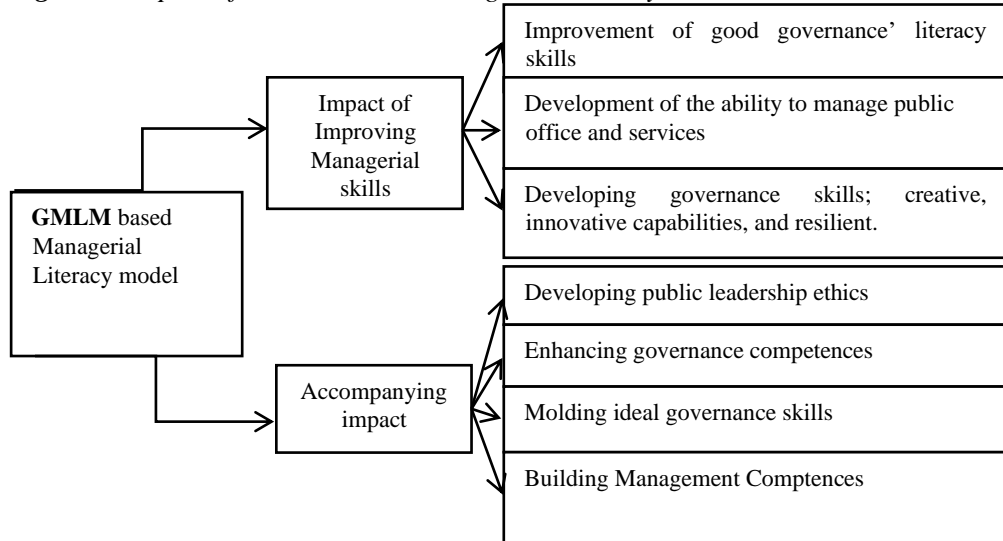 Improvement of good governance’ literacy
skills
Impact of
Improving
Managerial
skills
Development of the ability to manage public
office and services
Developing governance skills; creative,
innovative capabilities, and resilient.
GMLM based
Managerial
Literacy model
Developing public leadership ethics
Enhancing governance competences
Accompanying
impact
Molding ideal governance skills
Building Management Comptences